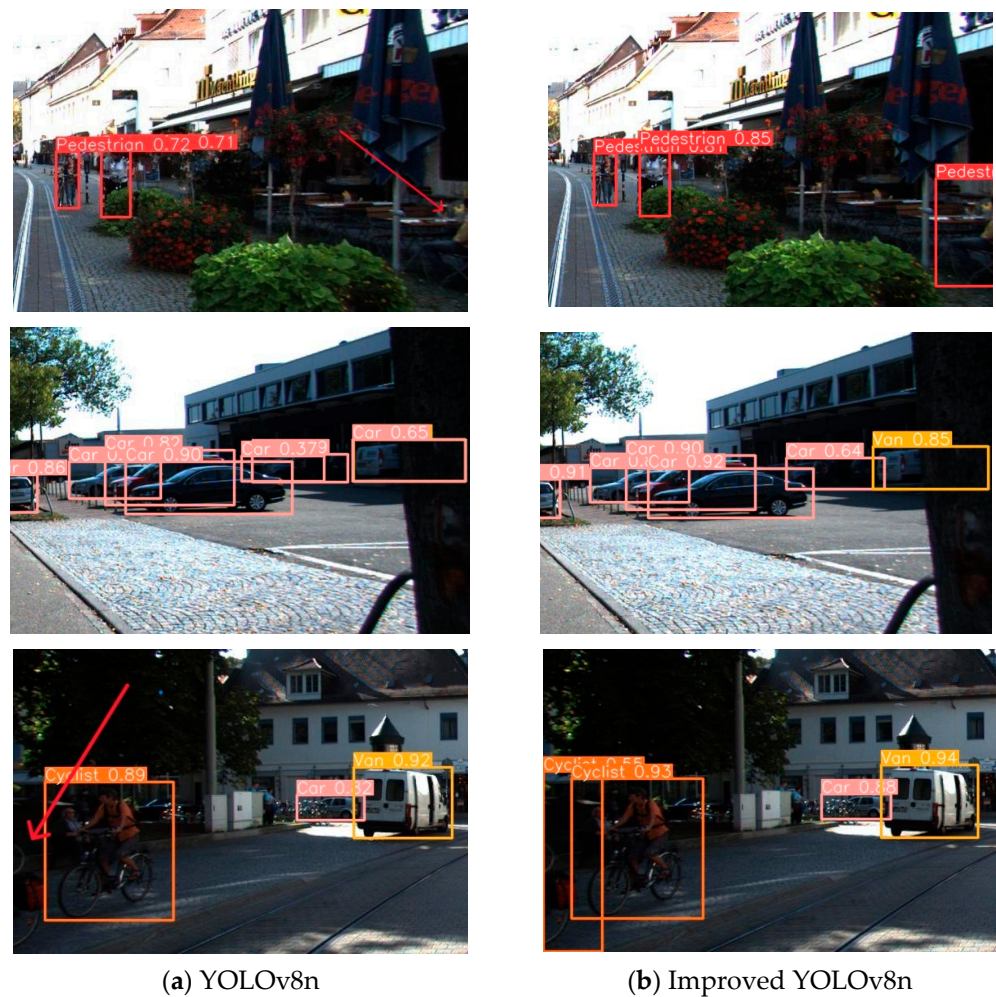 Pedestrian 0.72 0.71
Pedestrian 0.85
Car 0.82
Car 0.90
0.86
Car 0.379
Car 0.65
Car 0.90
Car 0.92
0.91
Car 0.64
Van 0.85
Cyclist 0.89
Car 0.82
Van 0.92
Cyclist 0.55
Cyclist 0.93
Car 0.88
Van 0.94
(a) YOLOv8n
(b) Improved YOLOv8n